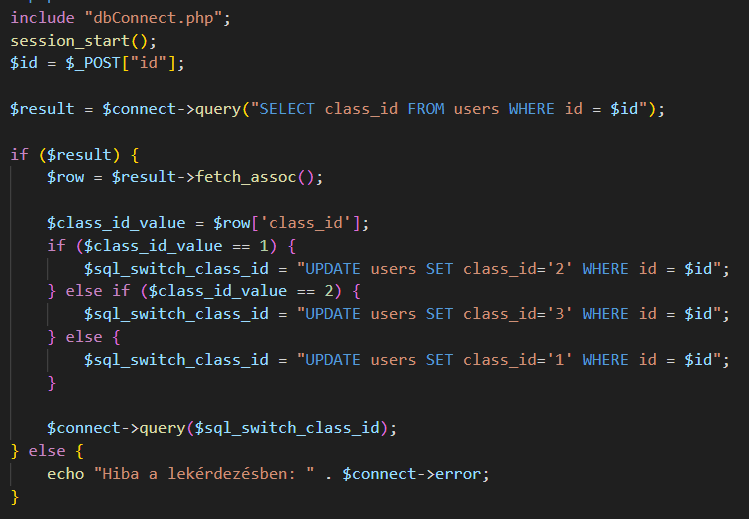 include "dbConnect.php";
session_start();
$id = $_POST["id"];
$result = $connect->query("SELECT class_id FROM users WHERE id = $id");
if ($result) {
    $row = $result->fetch_assoc();
    $class_id_value = $row['class_id'];
    if ($class_id_value == 1) {
        $sql_switch_class_id = "UPDATE users SET class_id='2' WHERE id = $id";
    } else if ($class_id_value == 2) {
        $sql_switch_class_id = "UPDATE users SET class_id='3' WHERE id = $id";
    } else {
        $sql_switch_class_id = "UPDATE users SET class_id='1' WHERE id = $id";
    }
    $connect->query($sql_switch_class_id);
} else {
    echo "Hiba a lekérdezésben: " . $connect->error;
}